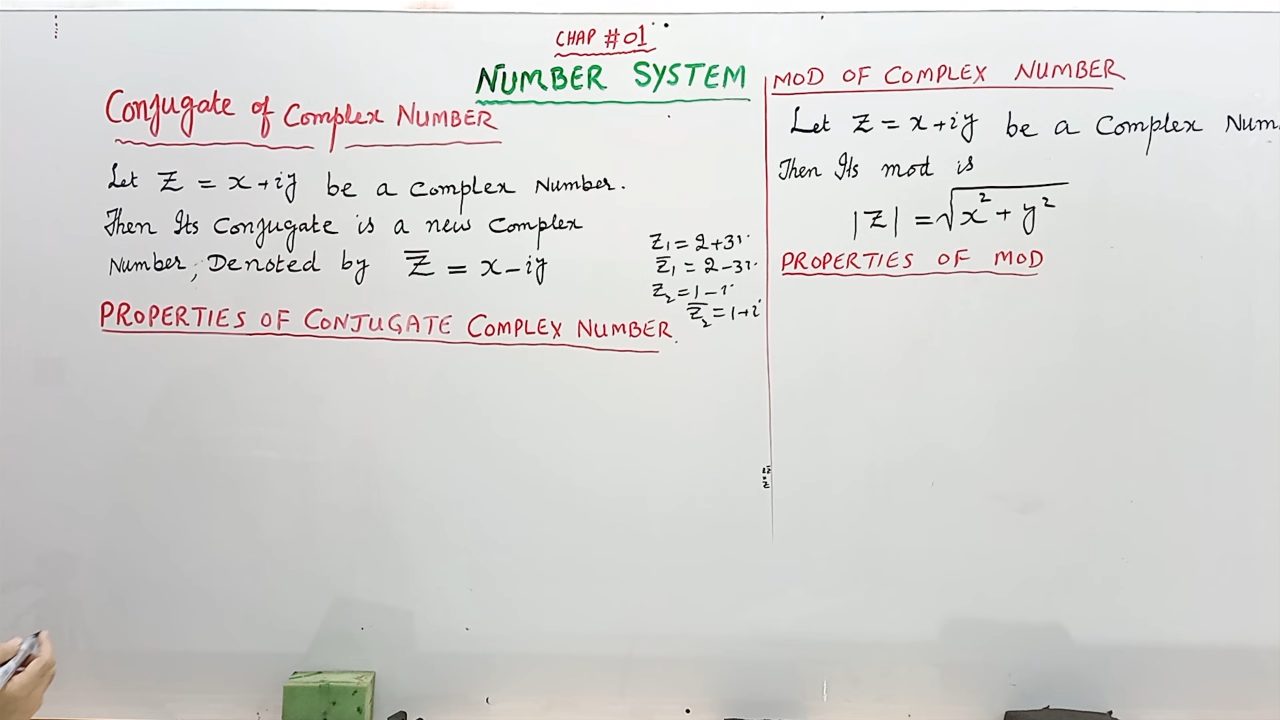 CHAP #01
NUMBER SYSTEM
Conjugate of Complex NUMBER
Let Z = x+iy be a Complex Number.
Then Its Conjugate is a new Complex
Number, Denoted by Z̅ = x-iy
Z₁ = 2+3i
Z̅₁ = 2-3i
Z₂ = 1-i
Z̅₂ = 1+i
PROPERTIES OF CONJUGATE COMPLEX NUMBER.
MOD OF COMPLEX NUMBER
Let Z = x+iy be a Complex Num
Then Its mod is
|Z| = √x²+y²
PROPERTIES OF MOD